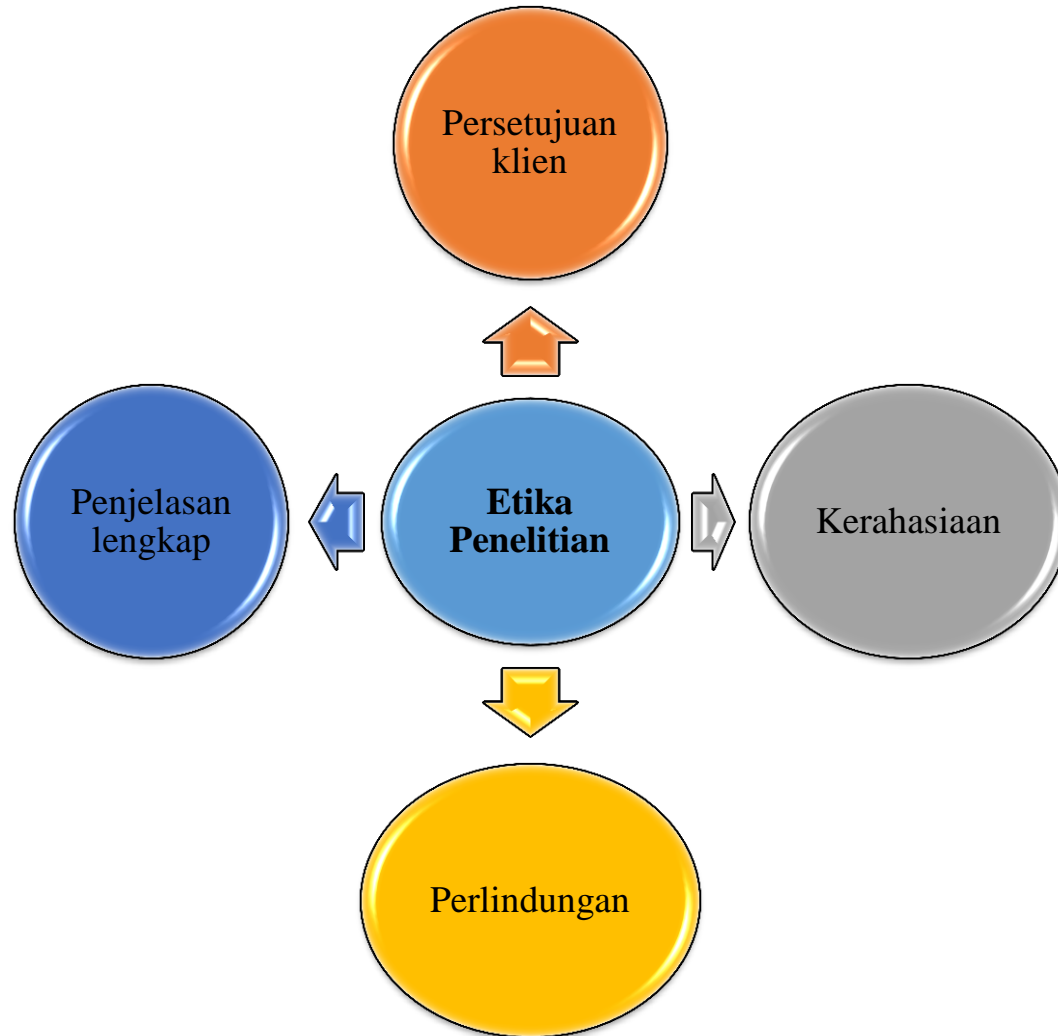 Persetujuan
klien
Penjelasan
lengkap
Etika
Penelitian
Kerahasiaan
Perlindungan